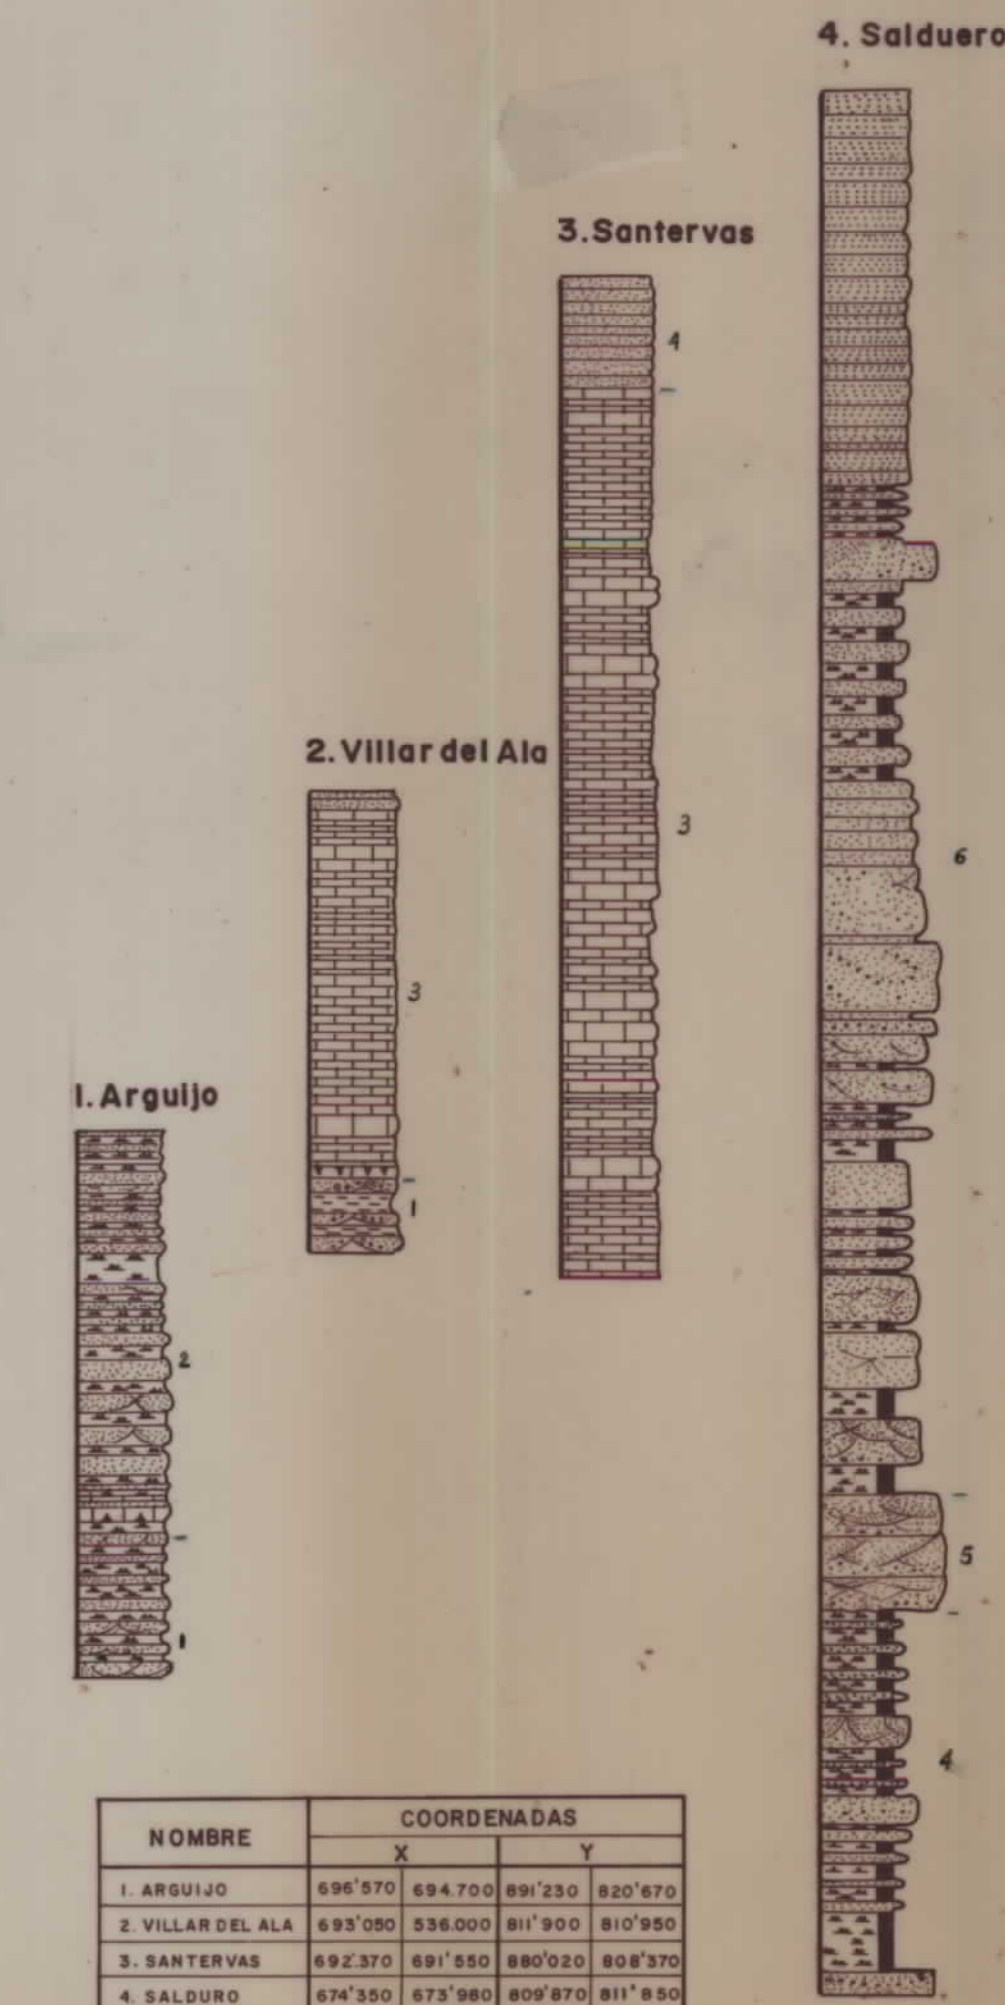 4. Salduero
3. Santervas
4
3
2. Villar del Ala
3
1
1. Arguijo
2
1
6
5
4
NOMBRE
COORDENADAS
X Y
1. ARGUIJO 696'570 694.700 891'230 820'670
2. VILLAR DEL ALA 693'050 536.000 811'900 810'950
3. SANTERVAS 692'.370 691'550 880'020 808'370
4. SALDURO 674'350 673'980 809'870 811'850